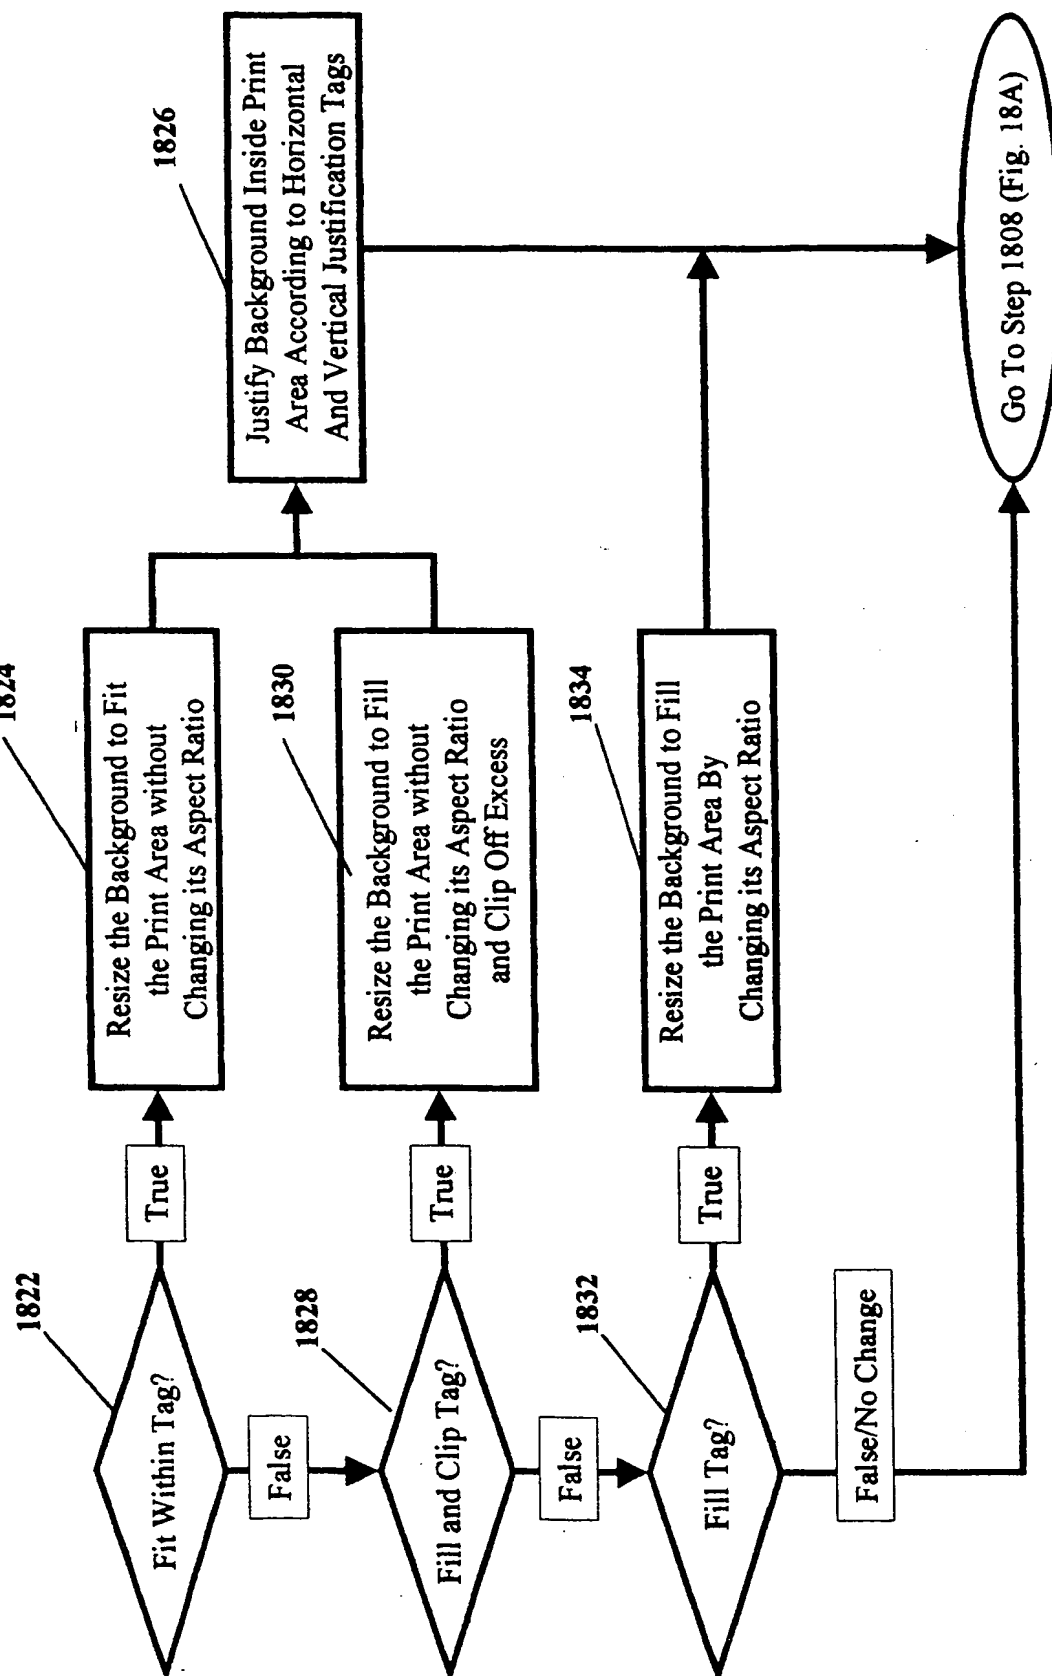 1822
Fit Within Tag?
True
False
1824
Resize the Background to Fit
the Print Area without
Changing its Aspect Ratio
1826
Justify Background Inside Print
Area According to Horizontal
And Vertical Justification Tags
1828
Fill and Clip Tag?
True
False
1830
Resize the Background to Fill
the Print Area without
Changing its Aspect Ratio
and Clip Off Excess
1832
Fill Tag?
True
False/No Change
1834
Resize the Background to Fill
the Print Area By
Changing its Aspect Ratio
Go To Step 1808 (Fig. 18A)